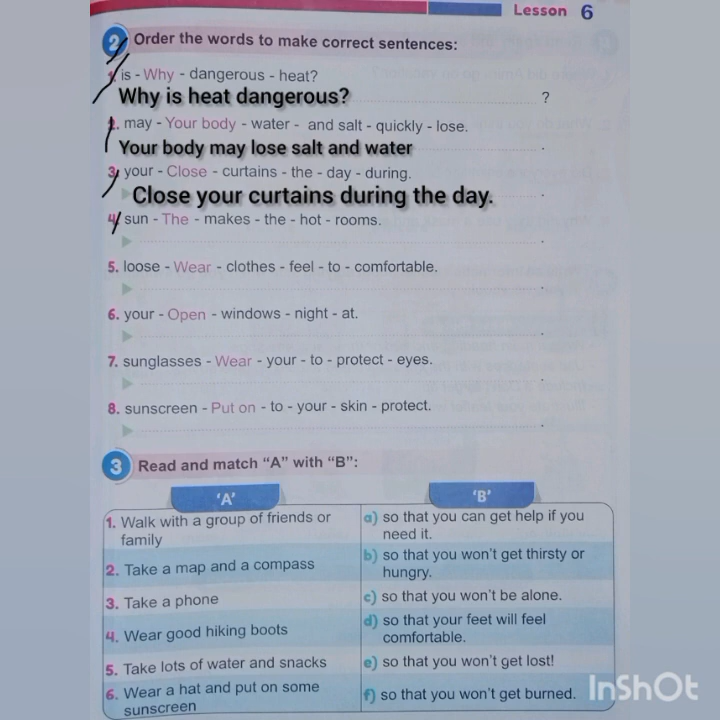 Lesson 6
2 Order the words to make correct sentences:
1. is - Why - dangerous - heat?
Why is heat dangerous?
?
2. may - Your body - water - and salt - quickly - lose.
Your body may lose salt and water
.
3. your - Close - curtains - the - day - during.
Close your curtains during the day.
4. sun - The - makes - the - hot - rooms.
.
5. loose - Wear - clothes - feel - to - comfortable.
.
6. your - Open - windows - night - at.
.
7. sunglasses - Wear - your - to - protect - eyes.
.
8. sunscreen - Put on - to - your - skin - protect.
.
3 Read and match “A” with “B”:
‘A’
1. Walk with a group of friends or
family
2. Take a map and a compass
3. Take a phone
4. Wear good hiking boots
5. Take lots of water and snacks
6. Wear a hat and put on some
sunscreen
‘B’
a) so that you can get help if you
need it.
b) so that you won't get thirsty or
hungry.
c) so that you won't be alone.
d) so that your feet will feel
comfortable.
e) so that you won't get lost!
f) so that you won't get burned.
InShOt